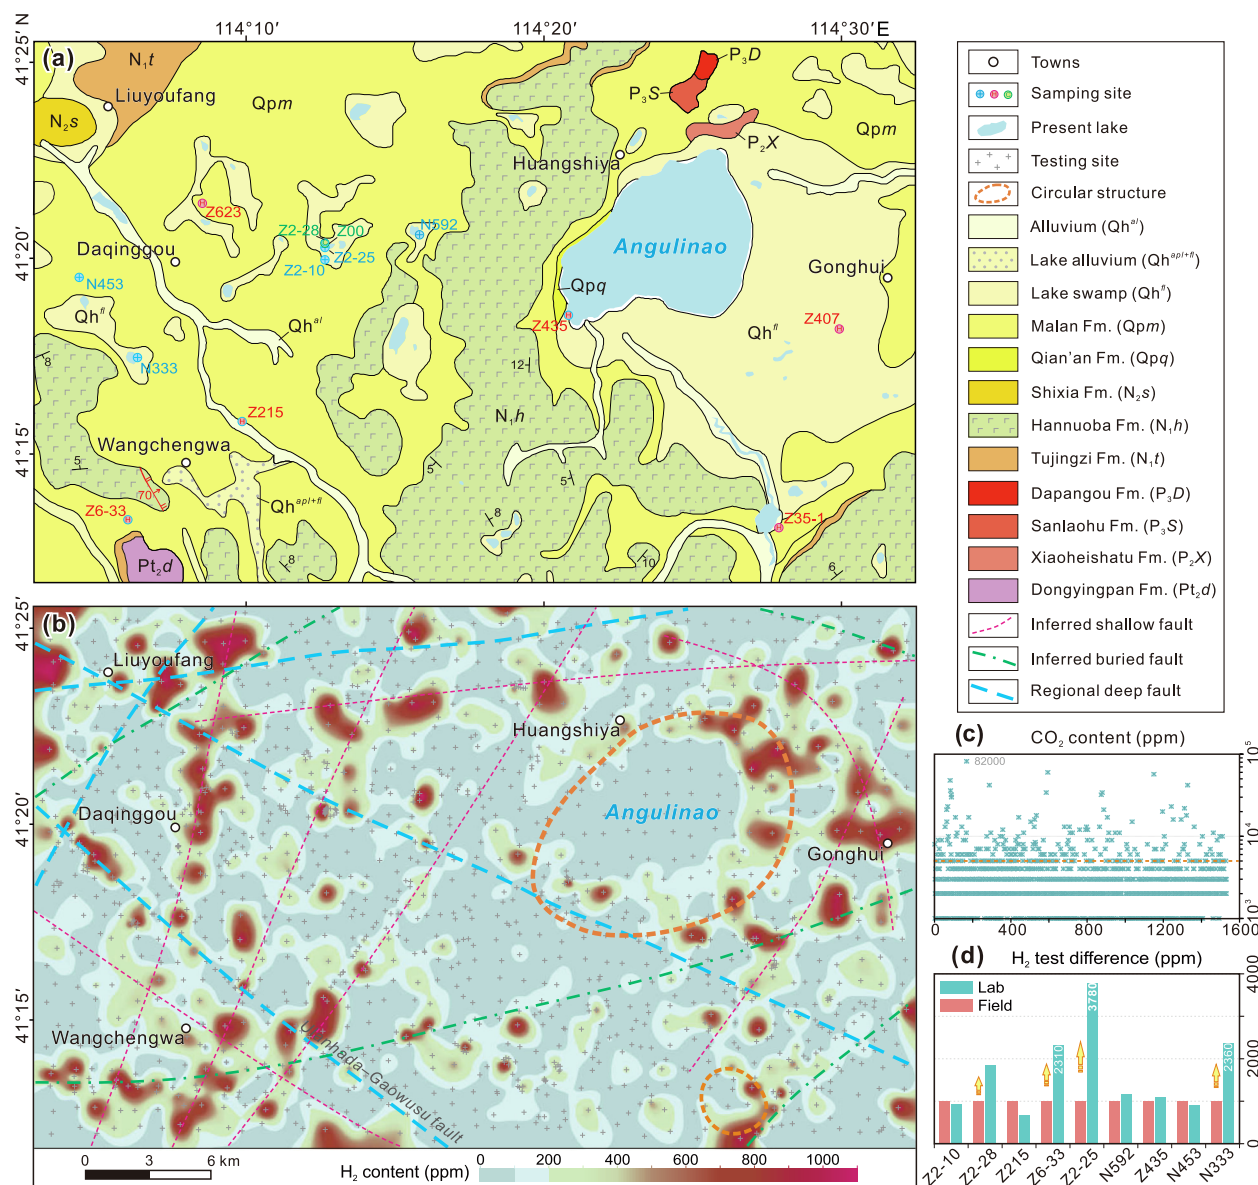 114°10′ 114°20′ 114°30′E
41°25′ N
41°20′
41°15′
(a)
N₁t
P₃D
Liuyoufang
P₃S
Qpm
Qpm
N₂s
P₂X
Huangshiya
Z623
Z2-28 Z00
N592
Z2-25
Z2-10
Daqinggou
Angulinao
Gonghui
N453
Qpq
Qhᶠˡ
Z435
Z407
Qhᵃˡ
Qhᶠˡ
8
N333
12
Z215
N₁h
Wangchengwa
5
5
5
70°
Qhᵃᵖˡ⁺ᶠˡ
Z6-33
8
Z35-1
Pt₂d
8
10
6
Towns
Samping site
Present lake
Testing site
Circular structure
Alluvium (Qhᵃˡ)
Lake alluvium (Qhᵃᵖˡ⁺ᶠˡ)
Lake swamp (Qhᶠˡ)
Malan Fm. (Qpm)
Qian’an Fm. (Qpq)
Shixia Fm. (N₂s)
Hannuoba Fm. (N₁h)
Tujingzi Fm. (N₁t)
Dapangou Fm. (P₃D)
Sanlaohu Fm. (P₃S)
Xiaoheishatu Fm. (P₂X)
Dongyingpan Fm. (Pt₂d)
Inferred shallow fault
Inferred buried fault
Regional deep fault
(b)
41°25′
41°20′
41°15′
Liuyoufang
Huangshiya
Daqinggou
Angulinao
Gonghui
Wangchengwa
0 3 6 km
H₂ content (ppm)
0 200 400 600 800 1000
(c) CO₂ content (ppm)
82000
10⁵
10⁴
10³
0 400 800 1200 1600
(d) H₂ test difference (ppm)
Lab
Field
2310
3780
2360
4000
2000
0
Z2-10
Z2-28
Z215
Z6-33
Z2-25
N592
Z435
N453
N333